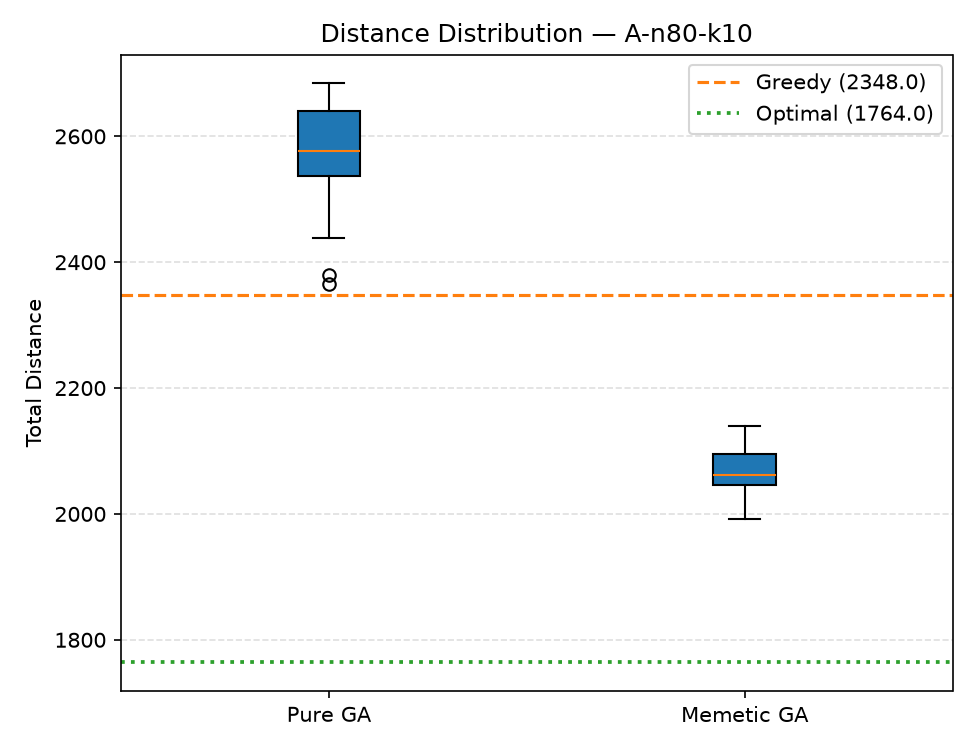 Distance Distribution — A-n80-k10
Greedy (2348.0)
Optimal (1764.0)
Total Distance
2600
2400
2200
2000
1800
Pure GA
Memetic GA